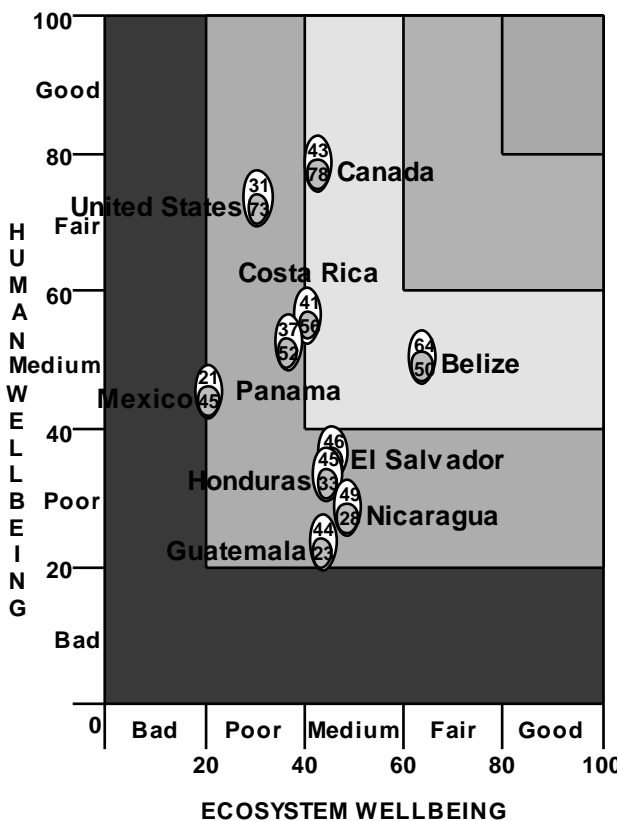 100
Good
80
43
78 Canada
31
United States 73
Fair
HUMAN WELLBEING
Costa Rica
60
41
56
37
52
64
50 Belize
Medium
21
Mexico 45
Panama
40
46
El Salvador
45
Honduras 33
Poor
49
28 Nicaragua
44
Guatemala 23
20
Bad
0
Bad Poor Medium Fair Good
20 40 60 80 100
ECOSYSTEM WELLBEING